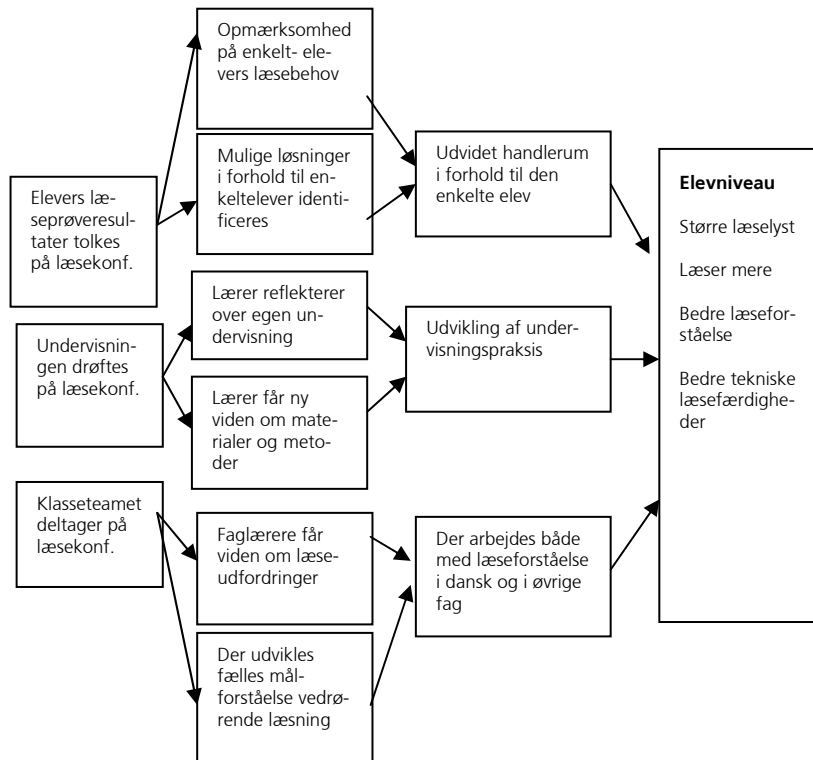 Opmærksomhed
på enkelt- ele-
vers læsebehov
Mulige løsninger
i forhold til en-
keltelever identi-
ficeres
Elevers læ-
seprøveresul-
tater tolkes
på læsekonf.
Udvidet handlerum
i forhold til den
enkelte elev
Lærer reflekterer
over egen un-
dervisning
Undervisnin-
gen drøftes
på læsekonf.
Lærer får ny
viden om mate-
rialer og meto-
der
Udvikling af under-
visningspraksis
Klasseteamet
deltager på
læsekonf.
Faglærere får
viden om læse-
udfordringer
Der udvikles
fælles mål-
forståelse vedrø-
rende læsning
Der arbejdes både
med læseforståelse
i dansk og i øvrige
fag
Elevniveau
Større læselyst
Læser mere
Bedre læsefor-
ståelse
Bedre tekniske
læsefærdighe-
der